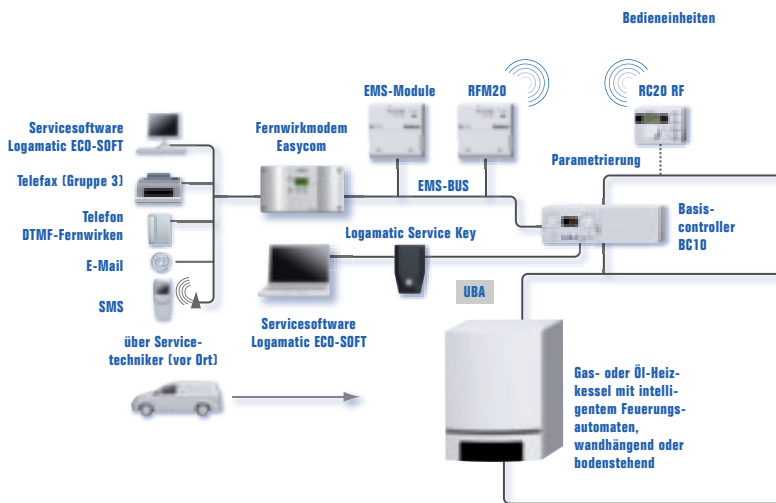 Bedieneinheiten
EMS-Module
RFM20
RC20 RF
Servicesoftware
Logamatic ECO-SOFT
Fernwirkmodem
Easycom
Parametrierung
Telefax (Gruppe 3)
EMS-BUS
Telefon
DTMF-Fernwirken
Basis-
controller
BC10
Logamatic Service Key
E-Mail
@
SMS
UBA
Servicesoftware
Logamatic ECO-SOFT
über Service-
techniker (vor Ort)
Gas- oder Öl-Heiz-
kessel mit intelli-
gentem Feuerungs-
automaten,
wandhängend oder
bodenstehend